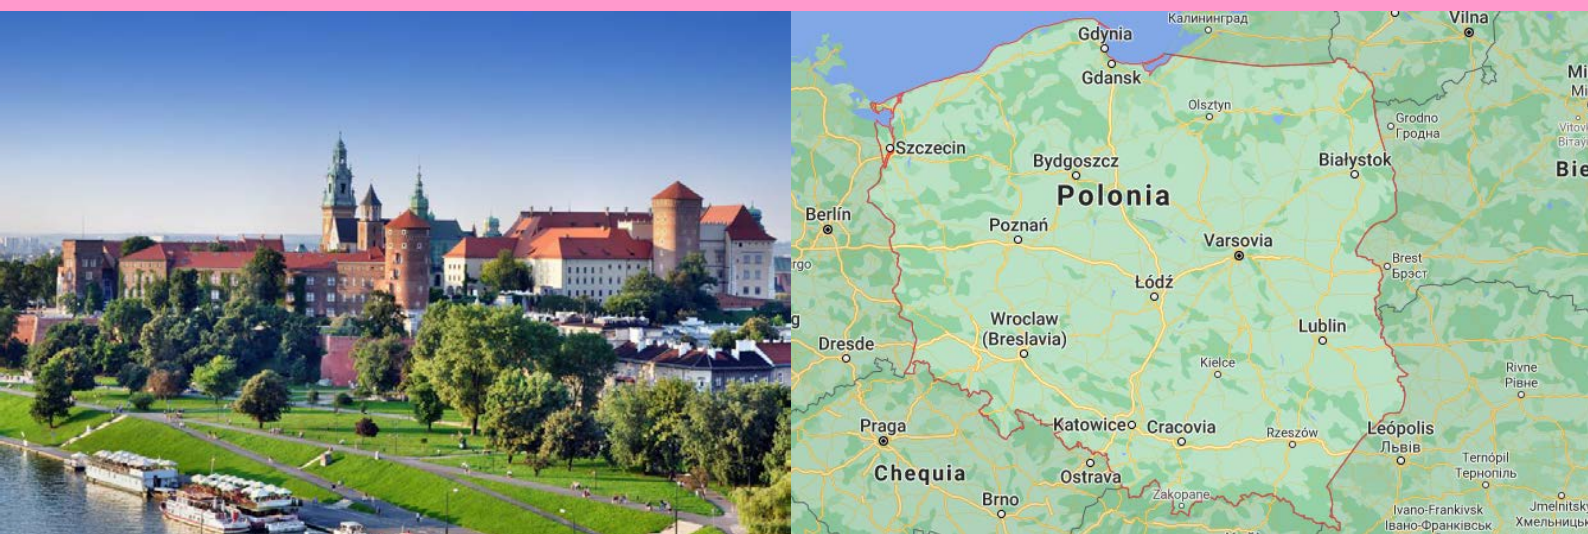 Калининград
Vilna
Gdynia
Gdansk
Olsztyn
Grodno
Гродна
Szczecin
Bydgoszcz
Białystok
Polonia
Berlín
Poznań
Varsovia
Brest
Брэст
Łódź
Wroclaw
(Breslavia)
Lublin
Dresde
Kielce
Rivne
Рівне
Praga
Katowice
Cracovia
Rzeszów
Leópolis
Львів
Chequia
Ostrava
Ternópil
Тернопіль
Zakopane
Brno
Ivano-Frankivsk
Івано-Франківськ